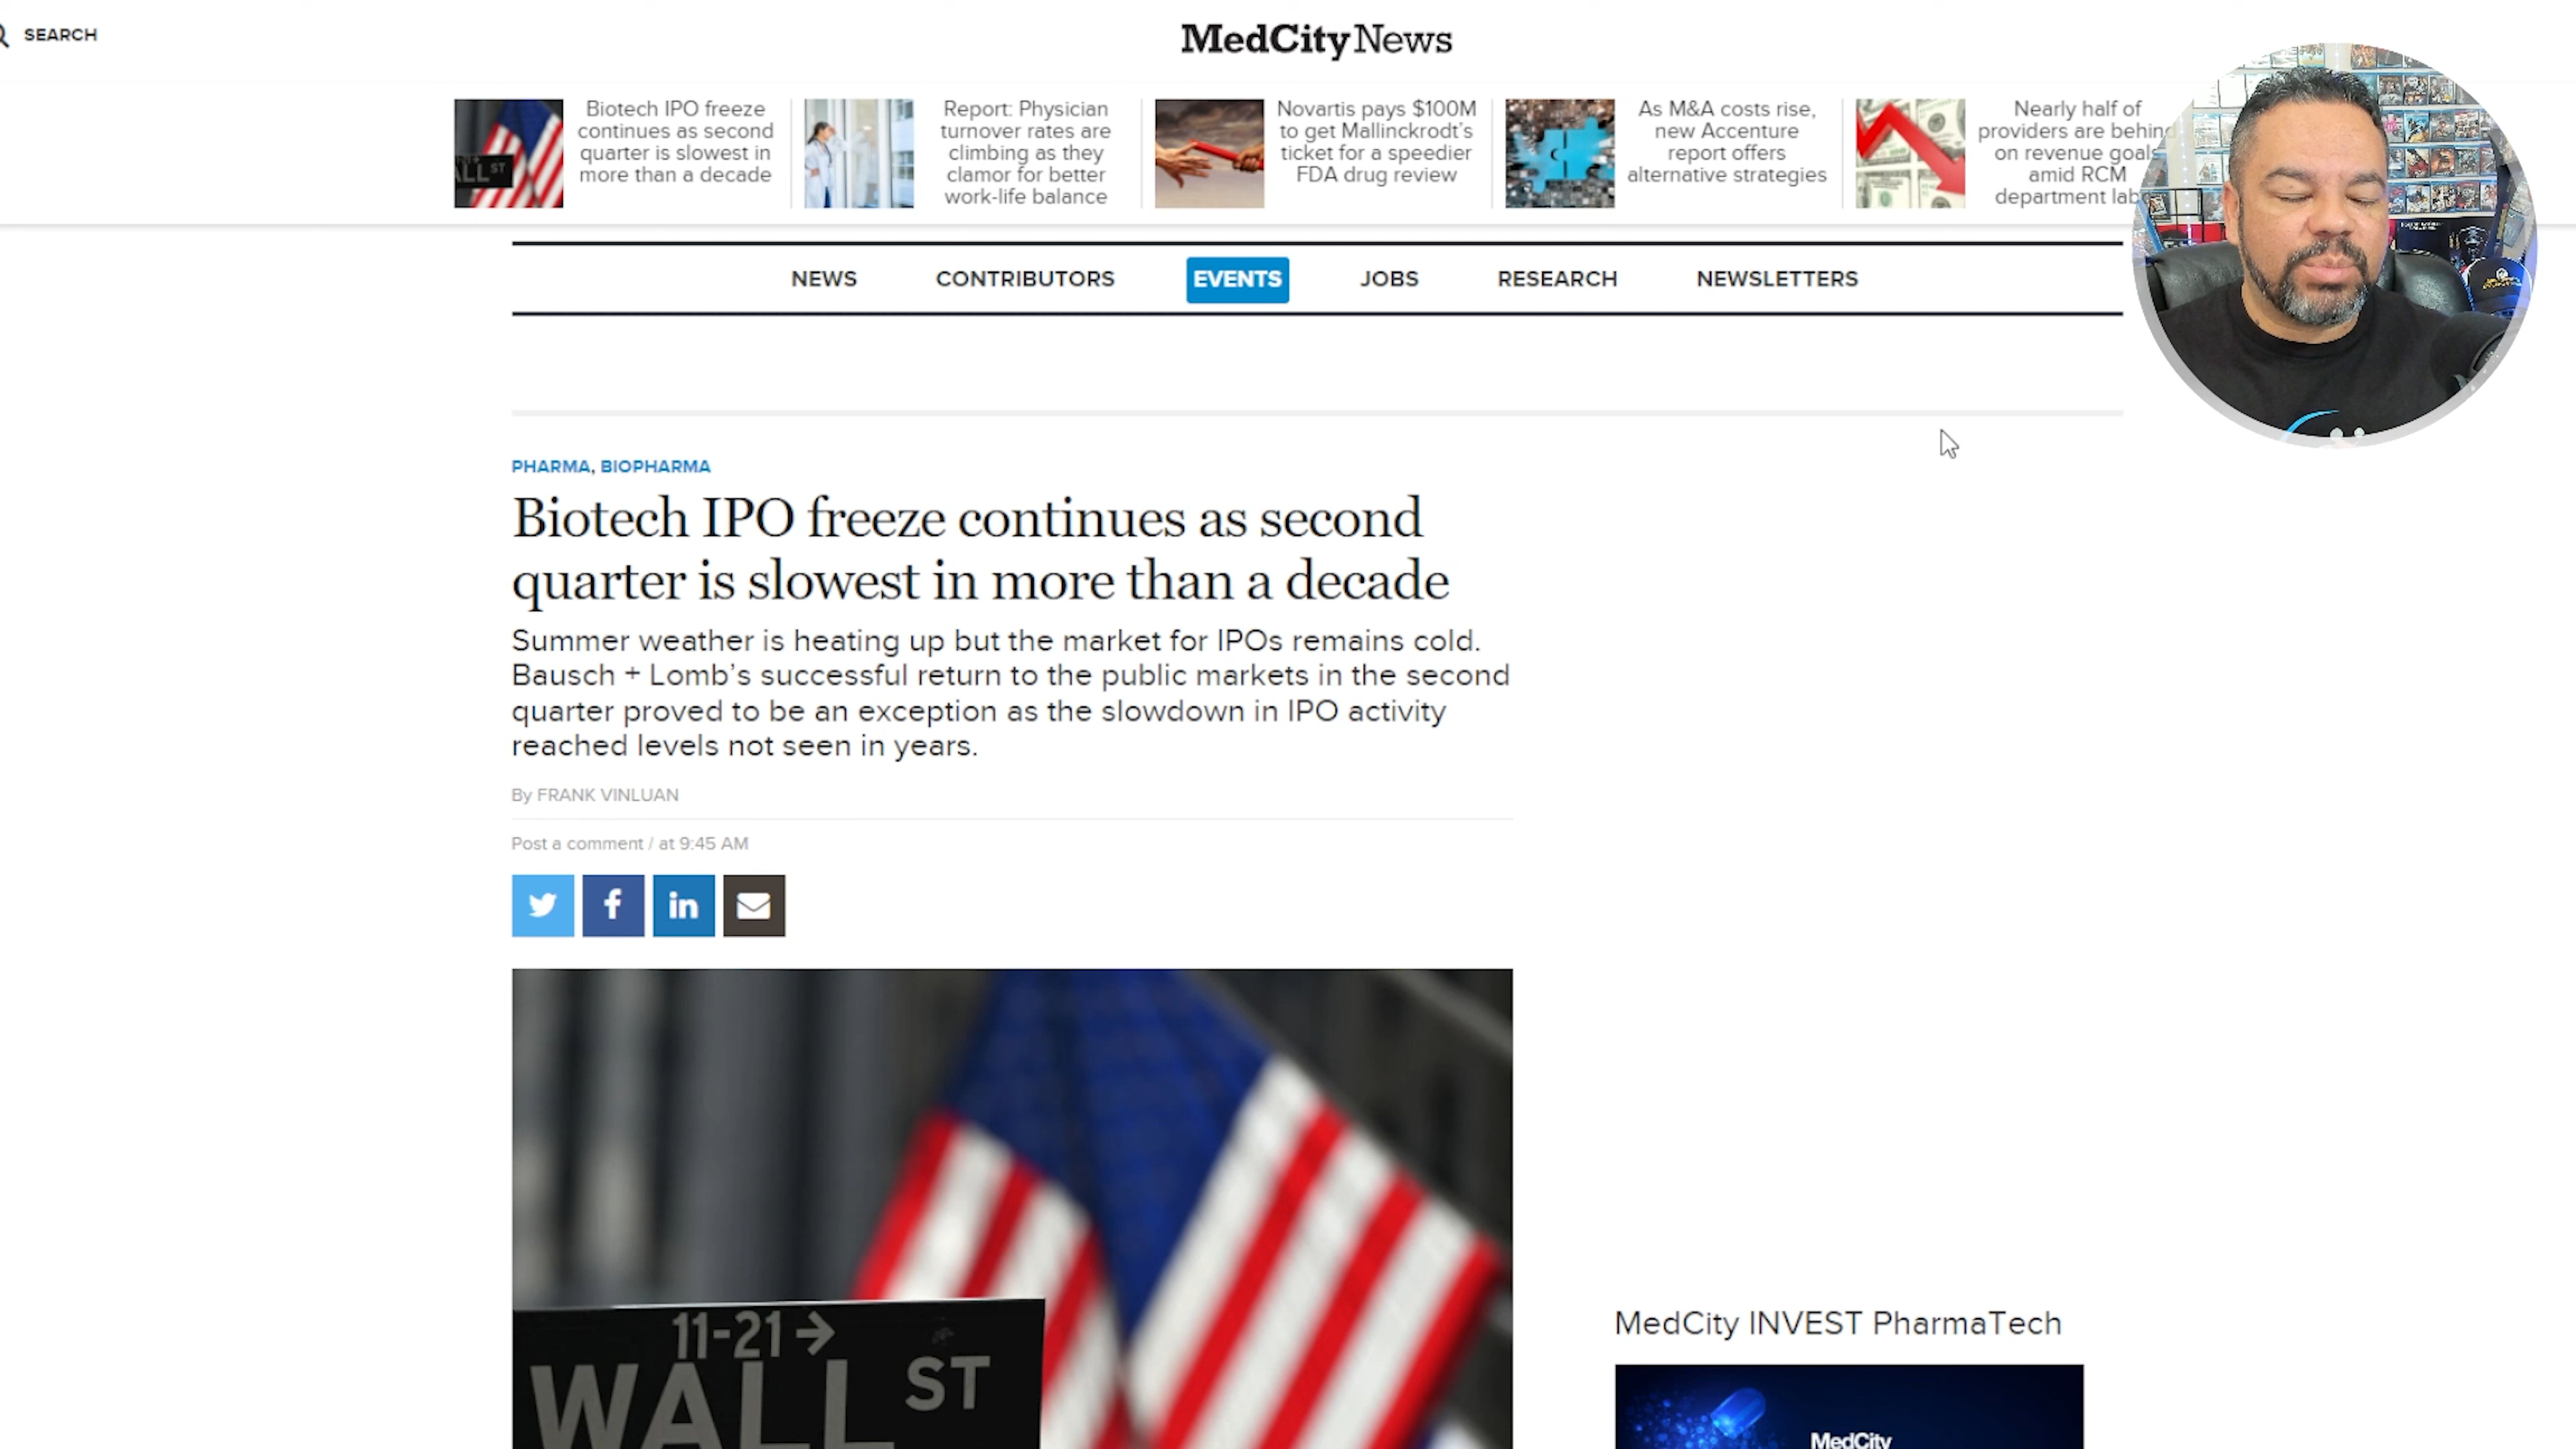 SEARCH
MedCity News
Biotech IPO freeze
continues as second
quarter is slowest in
more than a decade
Report: Physician
turnover rates are
climbing as they
clamor for better
work-life balance
Novartis pays $100M
to get Mallinckrodt's
ticket for a speedier
FDA drug review
As M&A costs rise,
new Accenture
report offers
alternative strategies
Nearly half of
providers are behind
on revenue goals
amid RCM
department
NEWS
CONTRIBUTORS
EVENTS
JOBS
RESEARCH
NEWSLETTERS
PHARMA, BIOPHARMA
Biotech IPO freeze continues as second
quarter is slowest in more than a decade
Summer weather is heating up but the market for IPOs remains cold.
Bausch + Lomb's successful return to the public markets in the second
quarter proved to be an exception as the slowdown in IPO activity
reached levels not seen in years.
By FRANK VINLUAN
Post a comment / at 9:45 AM
11-21→
WALL ST
MedCity INVEST PharmaTech
MedCity